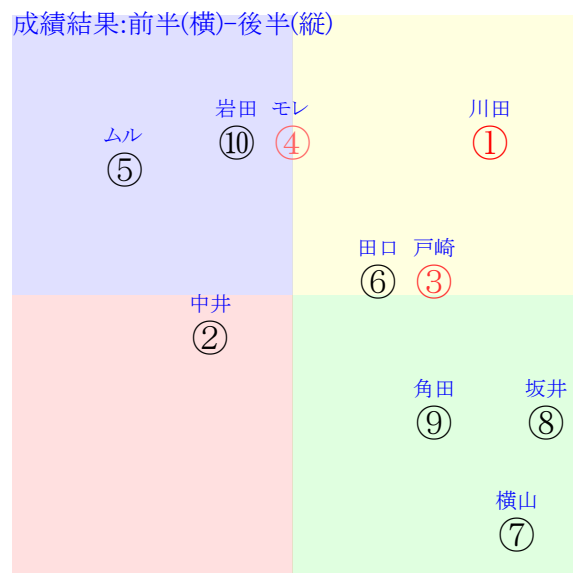 成績結果:前半(横)-後半(縦)
岩田 モレ 川田
⑩ ④ ①
ムル
⑤
田口 戸崎
⑥ ③
中井
②
角田 坂井
⑨ ⑧
横山
⑦